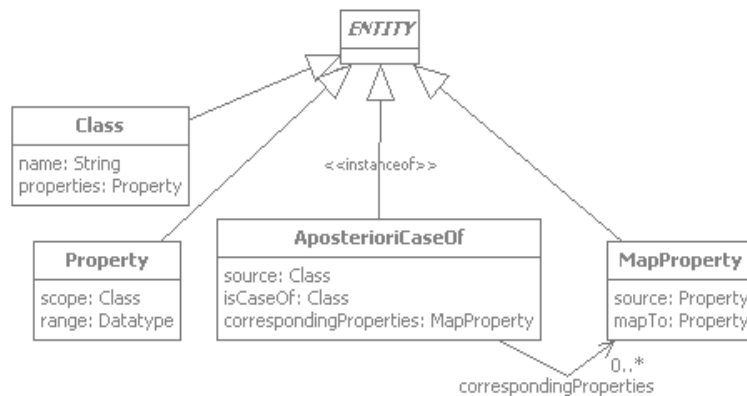 ENTITY
Class
name: String
properties: Property
<<instanceof>>
Property
scope: Class
range: Datatype
AposterioriCaseOf
source: Class
isCaseOf: Class
correspondingProperties: MapProperty
MapProperty
source: Property
mapTo: Property
0..*
correspondingProperties